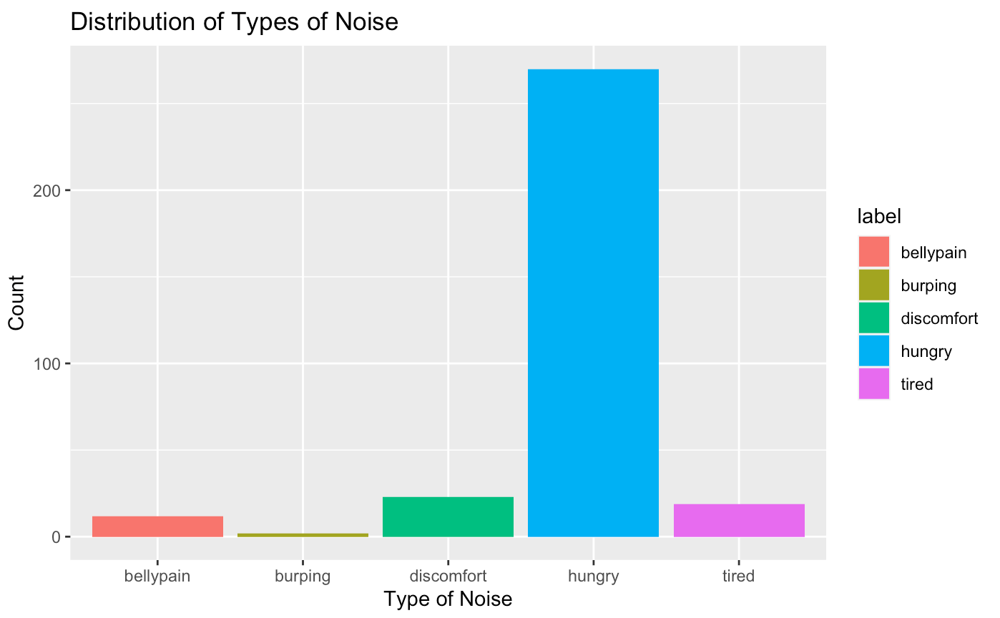 Distribution of Types of Noise
Count
200
100
0
bellypain burping discomfort hungry tired
Type of Noise
label
bellypain
burping
discomfort
hungry
tired